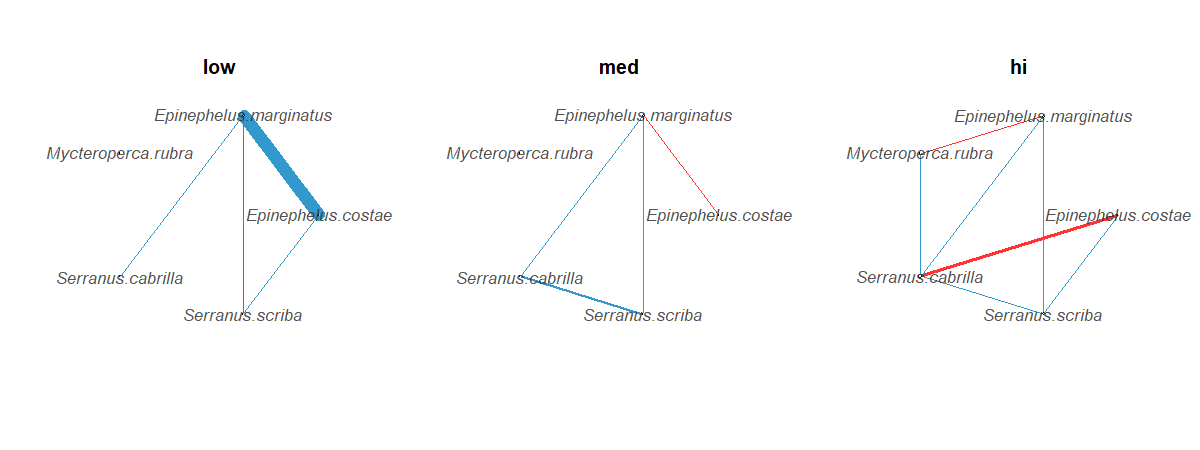 low
Epinephelus.marginatus
Mycteroperca.rubra
Epinephelus.costae
Serranus.cabrilla
Serranus.scriba
med
Epinephelus.marginatus
Mycteroperca.rubra
Epinephelus.costae
Serranus.cabrilla
Serranus.scriba
hi
Epinephelus.marginatus
Mycteroperca.rubra
Epinephelus.costae
Serranus.cabrilla
Serranus.scriba